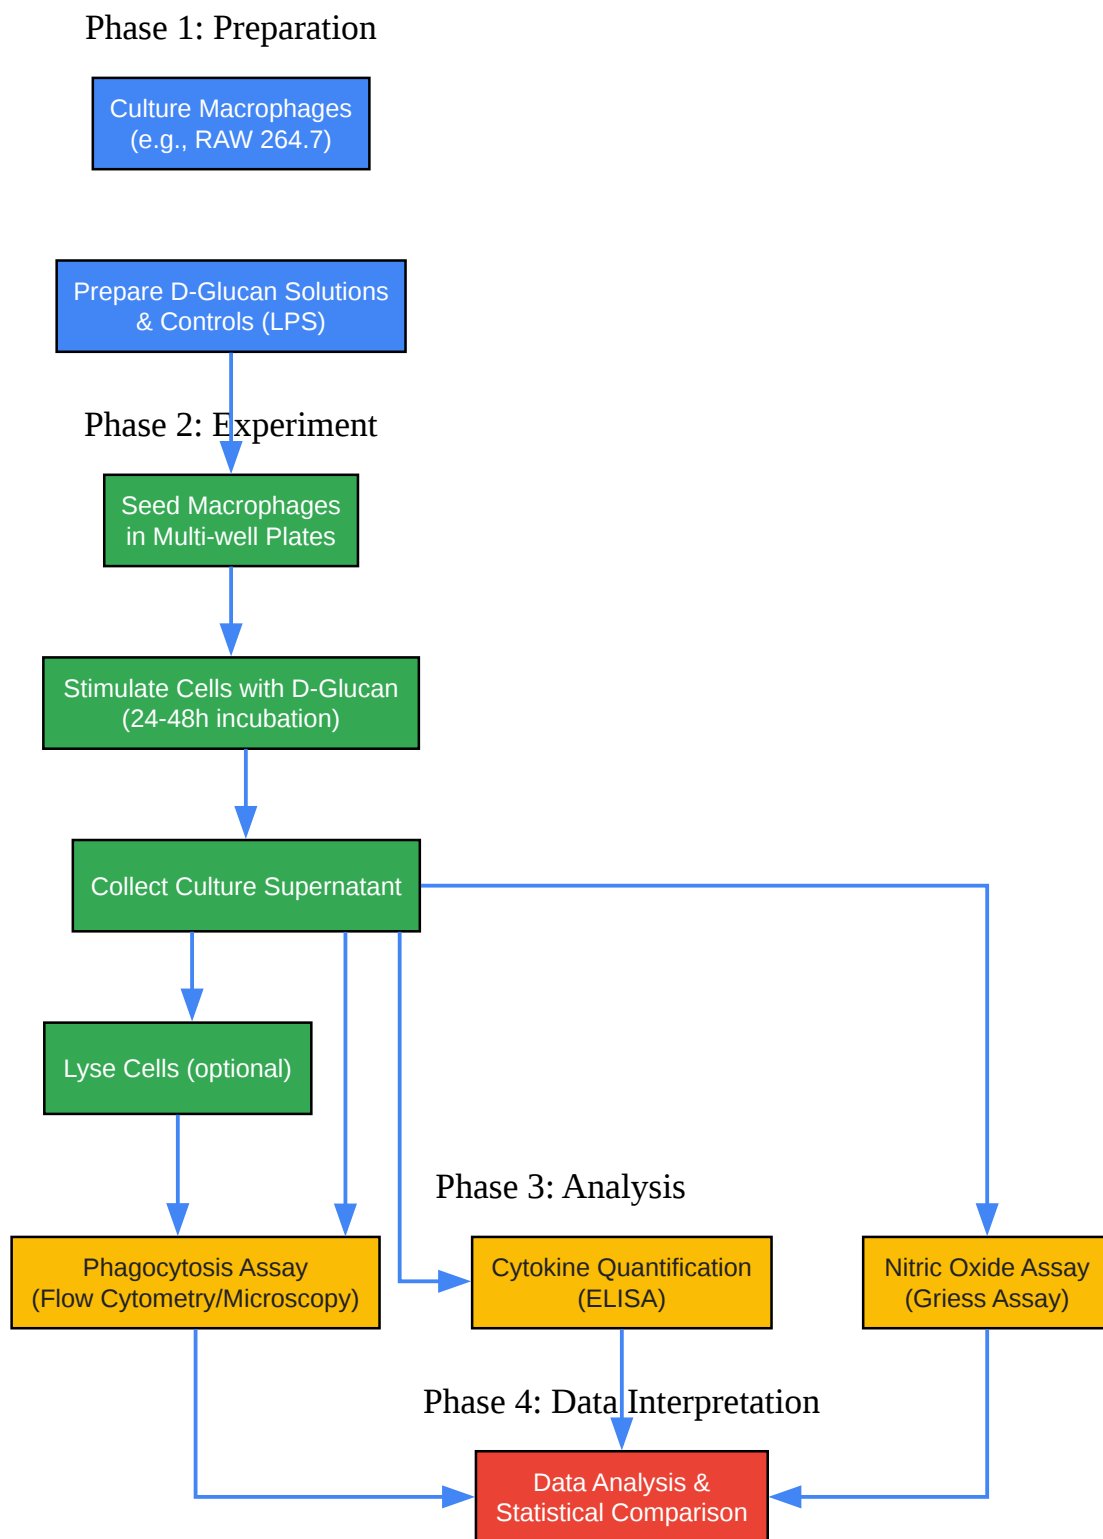 Phase 1: Preparation
Culture Macrophages
(e.g., RAW 264.7)
Prepare D-Glucan Solutions
& Controls (LPS)
Phase 2: Experiment
Seed Macrophages
in Multi-well Plates
Stimulate Cells with D-Glucan
(24-48h incubation)
Collect Culture Supernatant
Lyse Cells (optional)
Phase 3: Analysis
Phagocytosis Assay
(Flow Cytometry/Microscopy)
Cytokine Quantification
(ELISA)
Nitric Oxide Assay
(Griess Assay)
Phase 4: Data Interpretation
Data Analysis &
Statistical Comparison